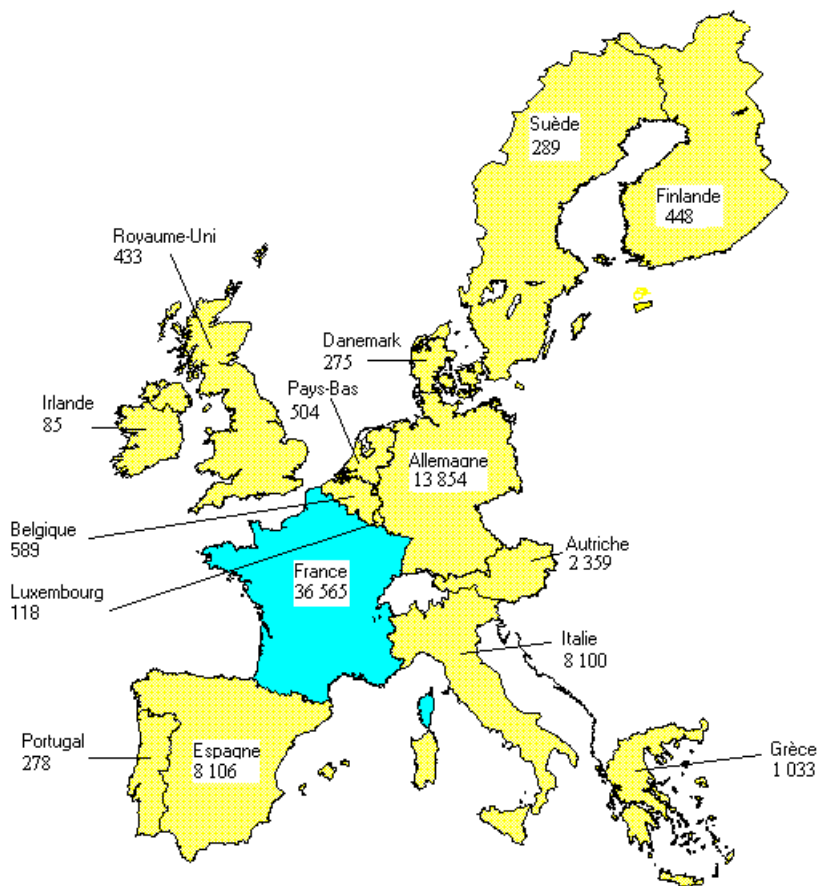 Suède
289
Finlande
448
Royaume-Uni
433
Danemark
275
Pays-Bas
504
Irlande
85
Allemagne
13 854
Belgique
589
Autriche
2 359
France
36 565
Luxembourg
118
Italie
8 100
Portugal
278
Espagne
8 106
Grèce
1 033